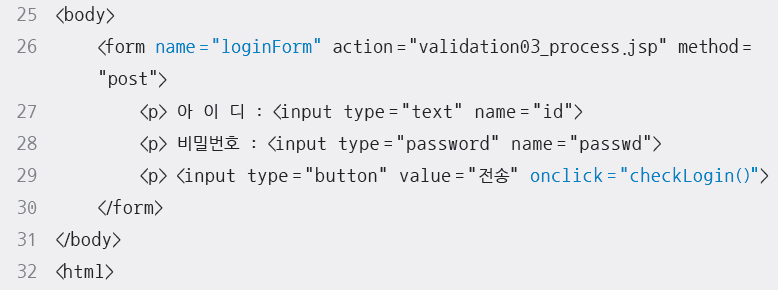 25 <body>
26 <form name="loginForm" action="validation03_process.jsp" method=
"post">
27 <p> 아 이 디 : <input type="text" name="id">
28 <p> 비밀번호 : <input type="password" name="passwd">
29 <p> <input type="button" value="전송" onclick="checkLogin()">
30 </form>
31 </body>
32 <html>